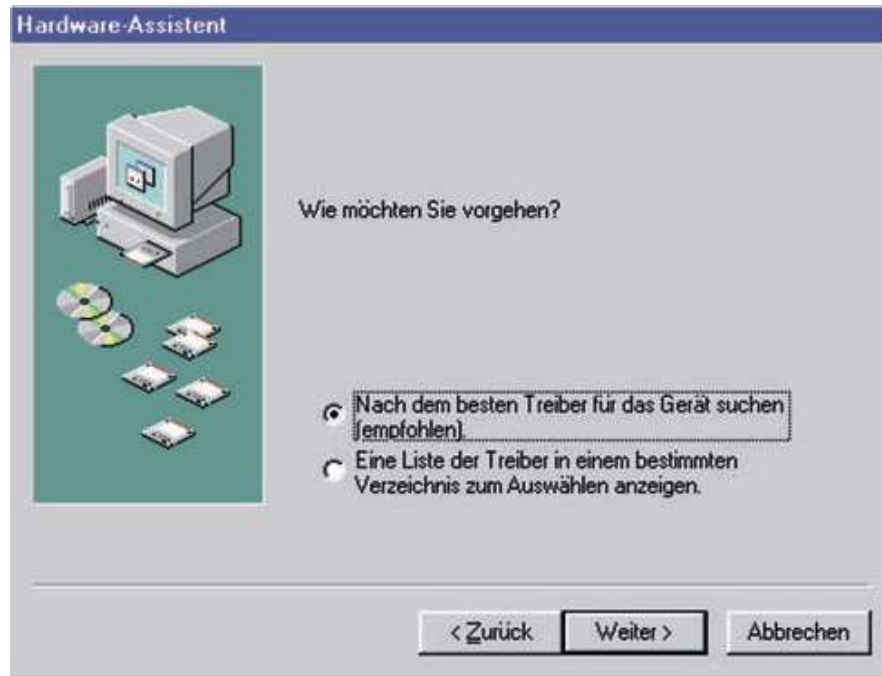 Hardware-Assistent
Wie möchten Sie vorgehen?
Nach dem besten Treiber für das Gerät suchen
(empfohlen).
Eine Liste der Treiber in einem bestimmten
Verzeichnis zum Auswählen anzeigen.
< Zurück Weiter > Abbrechen